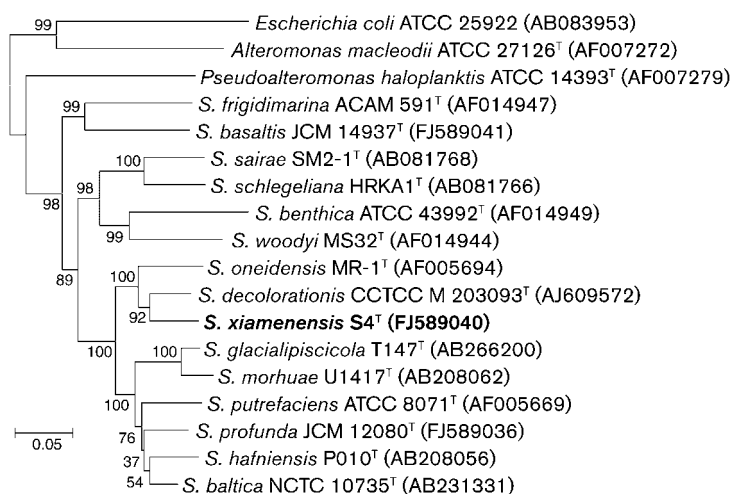 99
Escherichia coli ATCC 25922 (AB083953)
Alteromonas macleodii ATCC 27126ᵀ (AF007272)
Pseudoalteromonas haloplanktis ATCC 14393ᵀ (AF007279)
99
S. frigidimarina ACAM 591ᵀ (AF014947)
S. basaltis JCM 14937ᵀ (FJ589041)
100
S. sairae SM2-1ᵀ (AB081768)
98
98
S. schlegeliana HRKA1ᵀ (AB081766)
S. benthica ATCC 43992ᵀ (AF014949)
99
S. woodyi MS32ᵀ (AF014944)
89
100
S. oneidensis MR-1ᵀ (AF005694)
S. decolorationis CCTCC M 203093ᵀ (AJ609572)
92
S. xiamenensis S4ᵀ (FJ589040)
100
100
S. glacialipiscicola T147ᵀ (AB266200)
S. morhuae U1417ᵀ (AB208062)
100
S. putrefaciens ATCC 8071ᵀ (AF005669)
76
S. profunda JCM 12080ᵀ (FJ589036)
0.05
37
S. hafniensis P010ᵀ (AB208056)
54
S. baltica NCTC 10735ᵀ (AB231331)